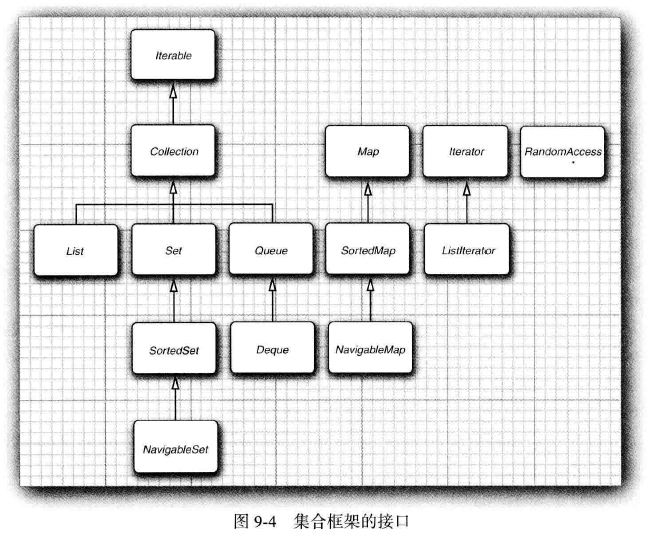 Iterable
Collection
Map
Iterator
RandomAccess
List
Set
Queue
SortedMap
ListIterator
SortedSet
Deque
NavigableMap
NavigableSet
图 9-4 集合框架的接口